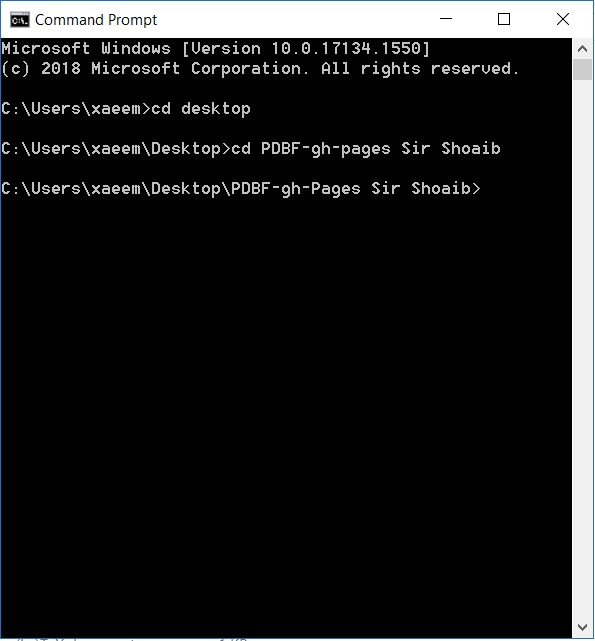 Command Prompt
Microsoft Windows [Version 10.0.17134.1550]
(c) 2018 Microsoft Corporation. All rights reserved.
C:\Users\xaeem>cd desktop
C:\Users\xaeem\Desktop>cd PDBF-gh-pages Sir Shoaib
C:\Users\xaeem\Desktop\PDBF-gh-Pages Sir Shoaib>